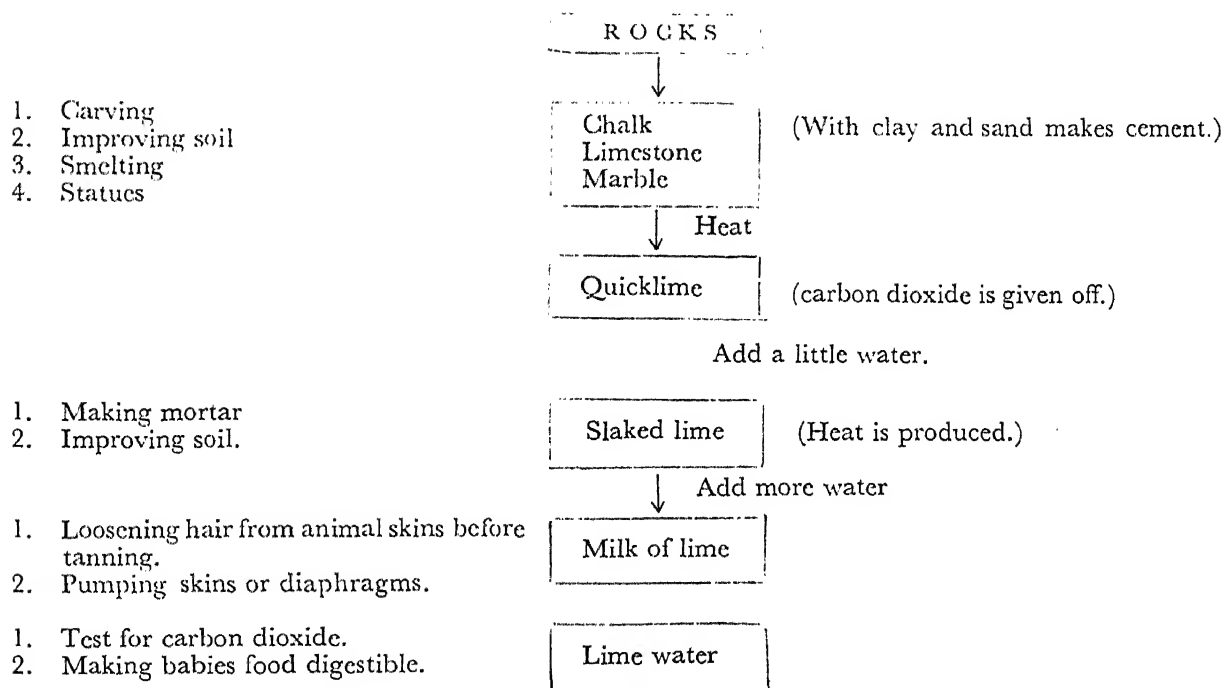 ROCKS
1. Carving
2. Improving soil
3. Smelting
4. Statues
Chalk
Limestone
Marble
(With clay and sand makes cement.)
Heat
Quicklime
(carbon dioxide is given off.)
Add a little water.
1. Making mortar
2. Improving soil.
Slaked lime
(Heat is produced.)
Add more water
1. Loosening hair from animal skins before
tanning.
2. Pumping skins or diaphragms.
Milk of lime
1. Test for carbon dioxide.
2. Making babies food digestible.
Lime water